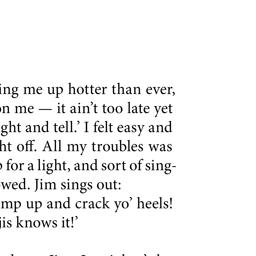 ing me up hotter than ever,
on me — it ain’t too late yet
ght and tell.’ I felt easy and
ht off. All my troubles was
for a light, and sort of sing-
owed. Jim sings out:
mp up and crack yo’ heels!
jis knows it!’